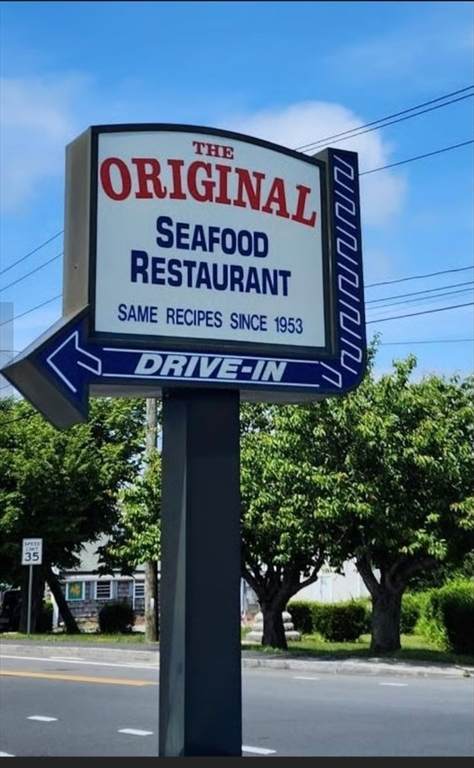 THE
ORIGINAL
SEAFOOD
RESTAURANT
SAME RECIPES SINCE 1953
DRIVE-IN
SPEED
LIMIT
35